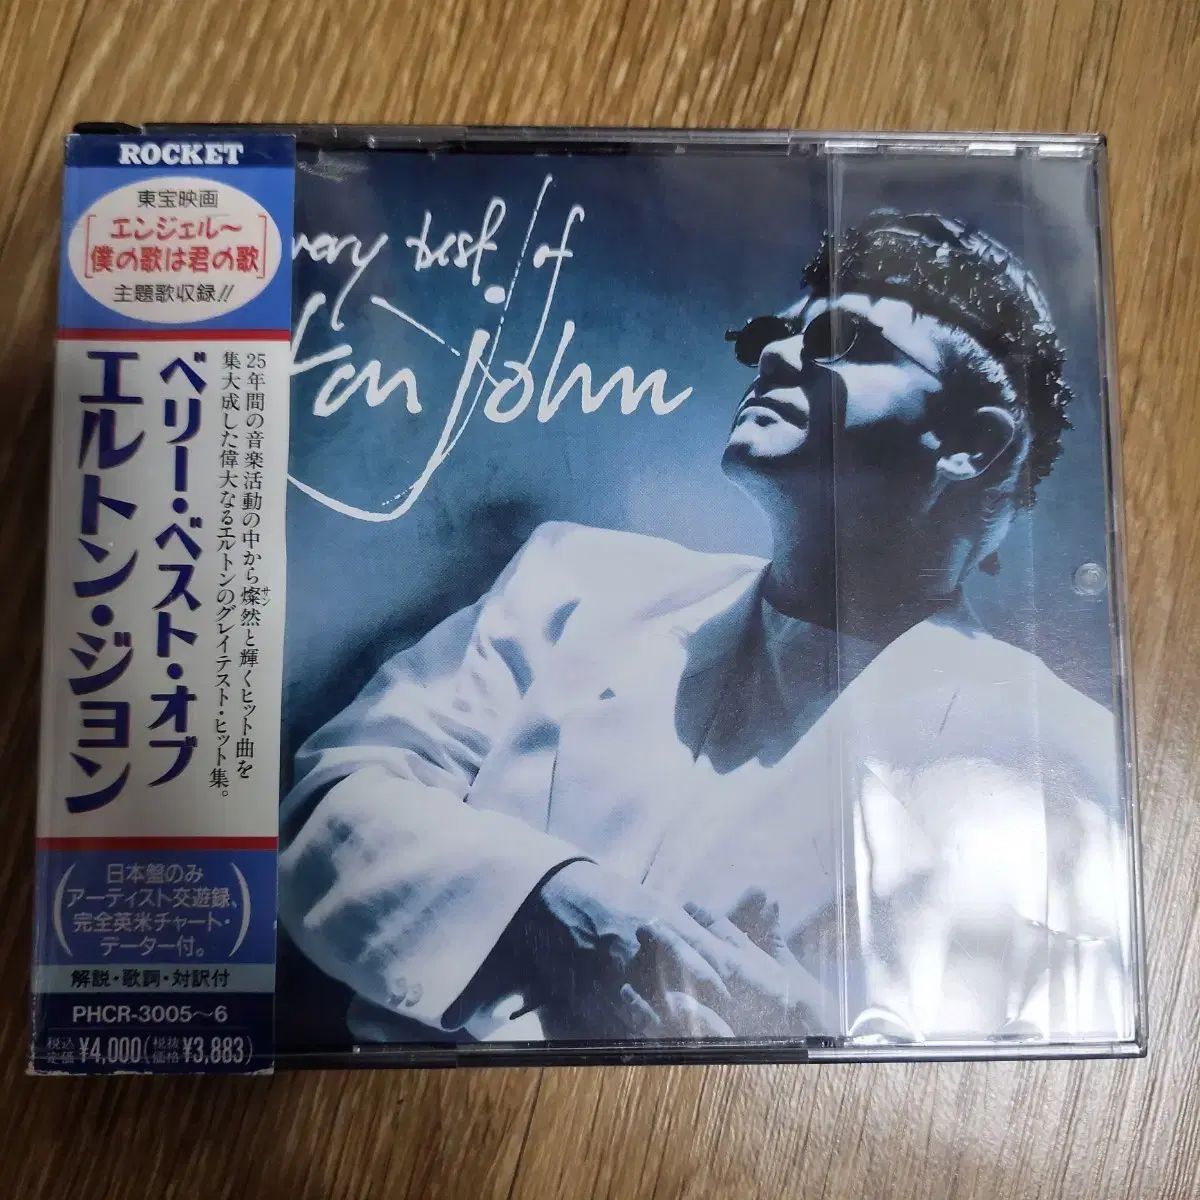 ROCKET
東宝映画
エンジェル〜
僕の歌は君の歌
主題歌収録!!
ベリー・ベスト・オブ
エルトン・ジョン
25年間の音楽活動の中から燦然と輝くヒット曲を
サン
集大成した偉大なるエルトンのグレイテスト・ヒット集。
(日本盤のみ
アーティスト交遊録、
完全英米チャート・
データー付。)
解説・歌詞・対訳付
PHCR-3005〜6
税込定価¥4,000(税抜価格¥3,883)
very best of
john